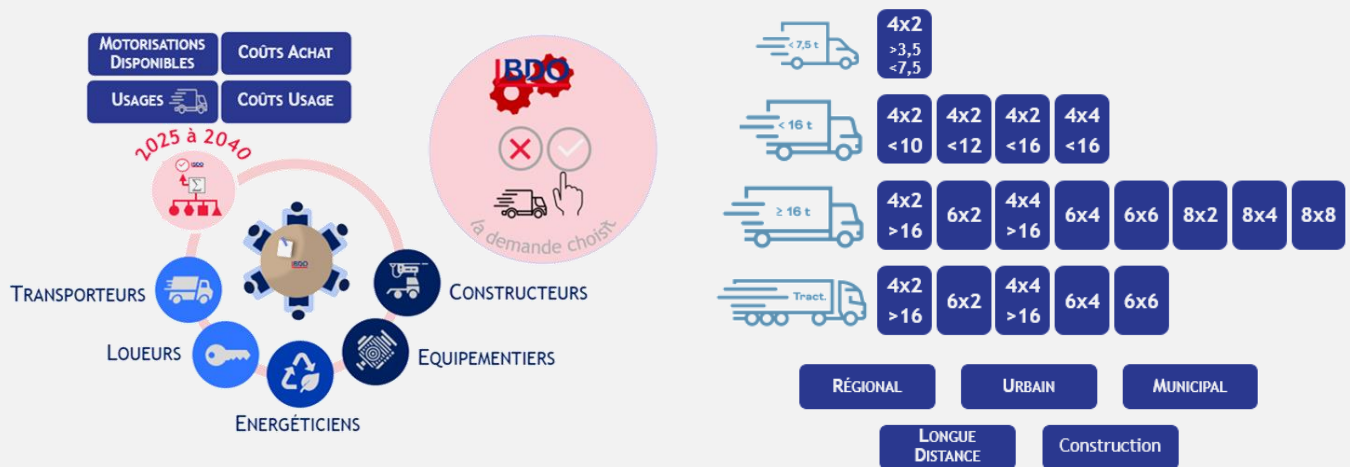 MOTORISATIONS
DISPONIBLES
COÛTS ACHAT
USAGES
COÛTS USAGE
2025 à 2040
IBDO
Σ
IBDO
TRANSPORTEURS
LOUEURS
ENERGÉTICIENS
EQUIPEMENTIERS
CONSTRUCTEURS
IBDO
la demande choisit
< 7,5 t
4x2
>3,5
<7,5
< 16 t
4x2
<10
4x2
<12
4x2
<16
4x4
<16
≥ 16 t
4x2
>16
6x2
4x4
>16
6x4
6x6
8x2
8x4
8x8
Tract.
4x2
>16
6x2
4x4
>16
6x4
6x6
RÉGIONAL
URBAIN
MUNICIPAL
LONGUE
DISTANCE
Construction